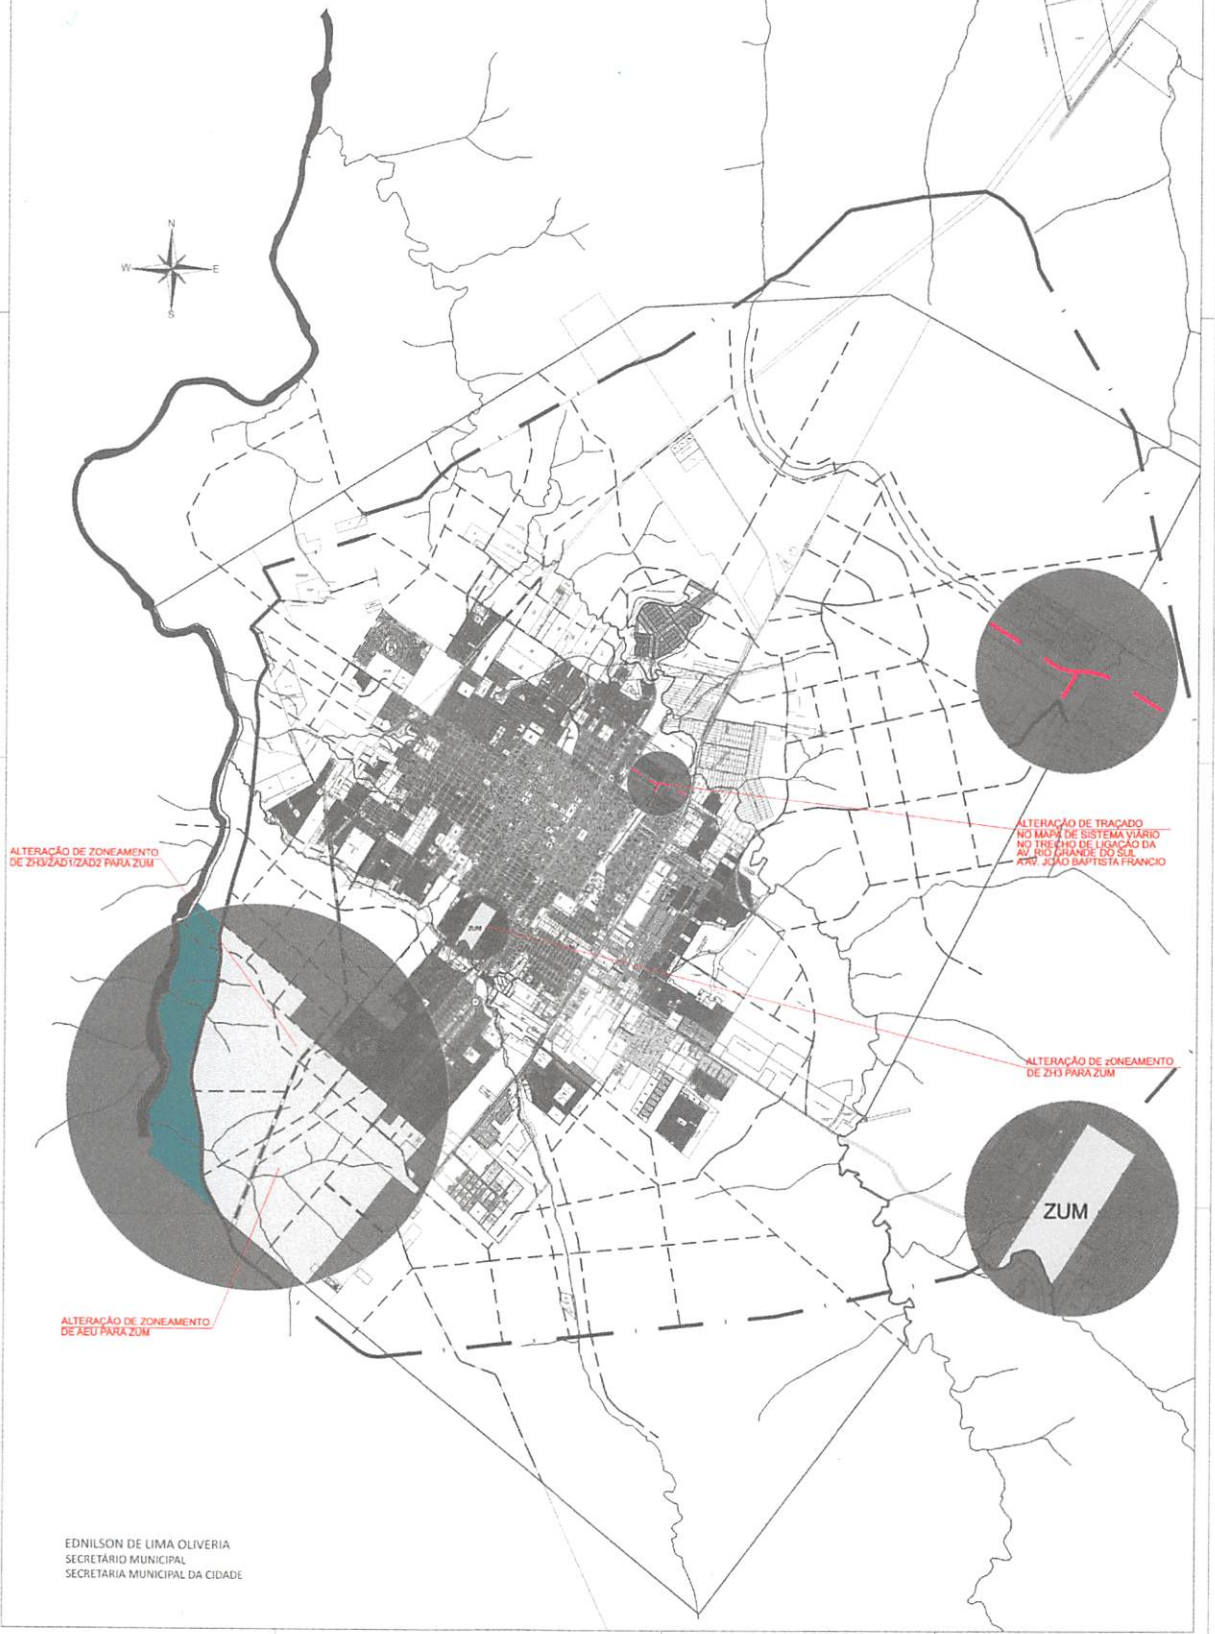 N
W
E
S
ALTERAÇÃO DE TRAÇADO
NO MAPA DE SISTEMA VIÁRIO
NO TRECHO DE LIGAÇÃO DA
AV. RIO GRANDE DO SUL
A AV. JOÃO BAPTISTA FRANCIO
ALTERAÇÃO DE ZONEAMENTO
DE ZH3/ZAD1/ZAD2 PARA ZUM
ZUM
ALTERAÇÃO DE ZONEAMENTO
DE ZH3 PARA ZUM
ZUM
ALTERAÇÃO DE ZONEAMENTO
DE AEU PARA ZUM
EDNILSON DE LIMA OLIVERIA
SECRETÁRIO MUNICIPAL
SECRETARIA MUNICIPAL DA CIDADE